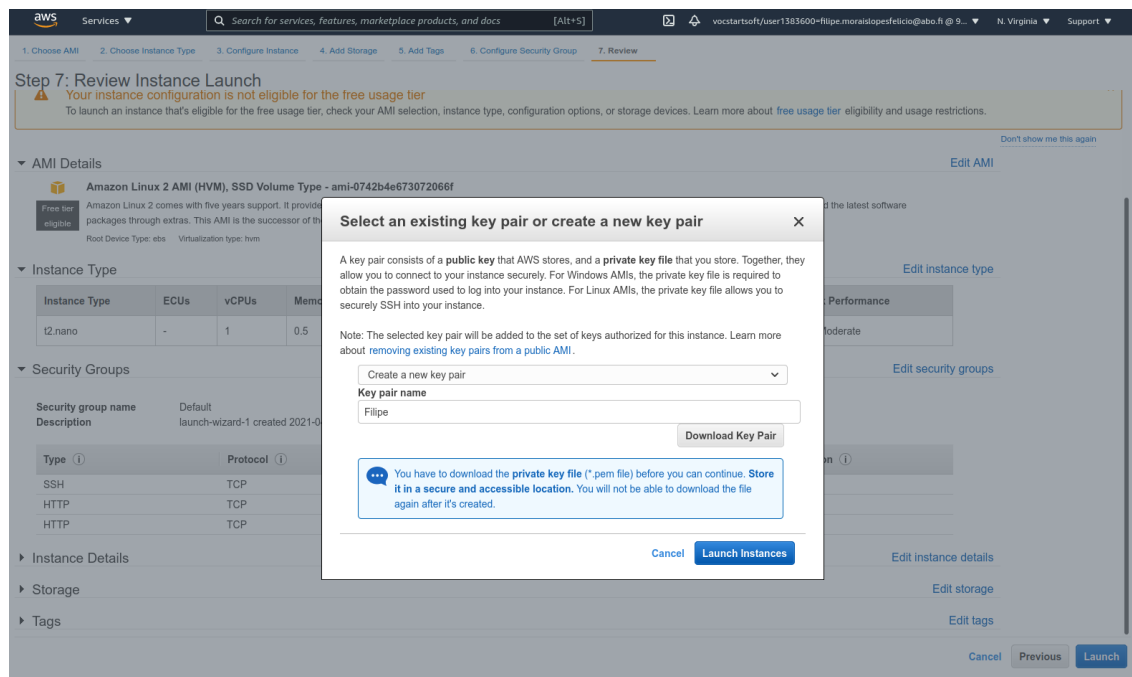 aws Services Search for services, features, marketplace products, and docs [Alt+S] vocstartsoft/user1383600=filipe.moraislopesfelicio@abo.fi @ 9... N. Virginia Support
1. Choose AMI 2. Choose Instance Type 3. Configure Instance 4. Add Storage 5. Add Tags 6. Configure Security Group 7. Review
Step 7: Review Instance Launch
Your instance configuration is not eligible for the free usage tier
To launch an instance that's eligible for the free usage tier, check your AMI selection, instance type, configuration options, or storage devices. Learn more about free usage tier eligibility and usage restrictions.
Don't show me this again
AMI Details Edit AMI
Amazon Linux 2 AMI (HVM), SSD Volume Type - ami-0742b4e673072066f
Free tier eligible
Amazon Linux 2 comes with five years support. It provide d the latest software
packages through extras. This AMI is the successor of th
Root Device Type: ebs Virtualization type: hvm
Instance Type Edit instance type
Instance Type ECUs vCPUs Memo Performance
t2.nano - 1 0.5 Moderate
Security Groups Edit security groups
Security group name Default
Description launch-wizard-1 created 2021-0
Type Protocol on
SSH TCP
HTTP TCP
HTTP TCP
Instance Details Edit instance details
Storage Edit storage
Tags Edit tags
Cancel Previous Launch
Select an existing key pair or create a new key pair
A key pair consists of a public key that AWS stores, and a private key file that you store. Together, they
allow you to connect to your instance securely. For Windows AMIs, the private key file is required to
obtain the password used to log into your instance. For Linux AMIs, the private key file allows you to
securely SSH into your instance.
Note: The selected key pair will be added to the set of keys authorized for this instance. Learn more
about removing existing key pairs from a public AMI.
Create a new key pair
Key pair name
Filipe
Download Key Pair
You have to download the private key file (*.pem file) before you can continue. Store
it in a secure and accessible location. You will not be able to download the file
again after it's created.
Cancel Launch Instances